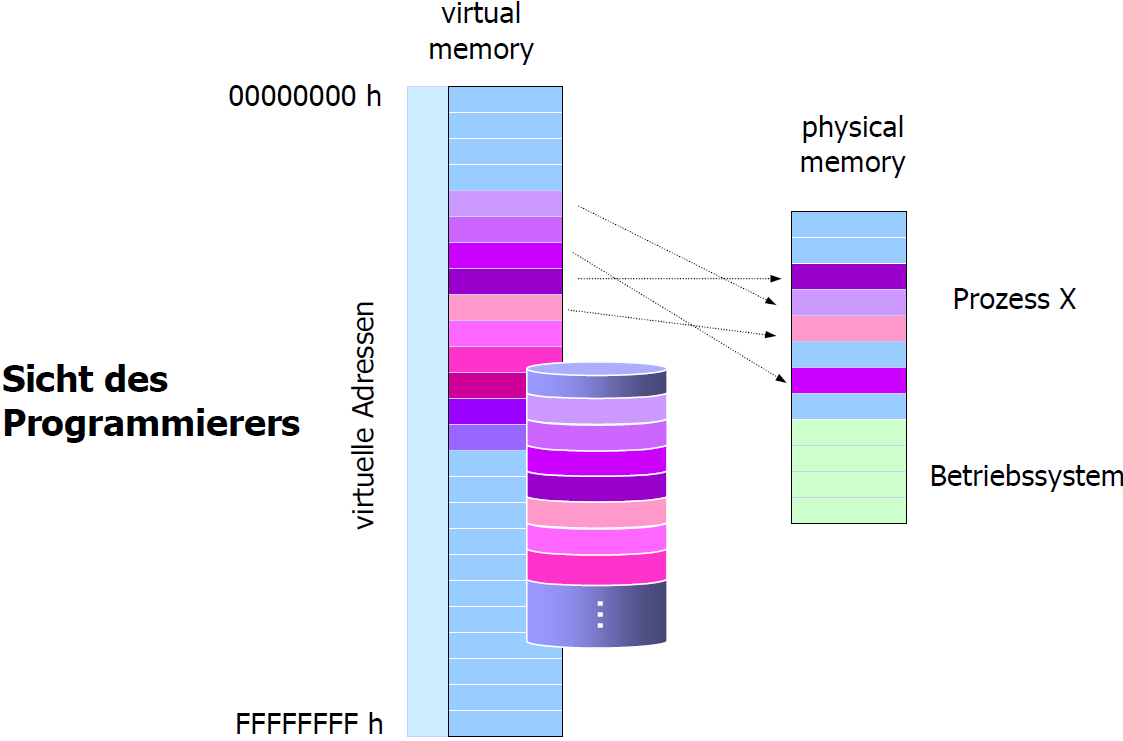 virtual
memory
00000000 h
physical
memory
Prozess X
virtuelle Adressen
Sicht des
Programmierers
Betriebssystem
FFFFFFFF h